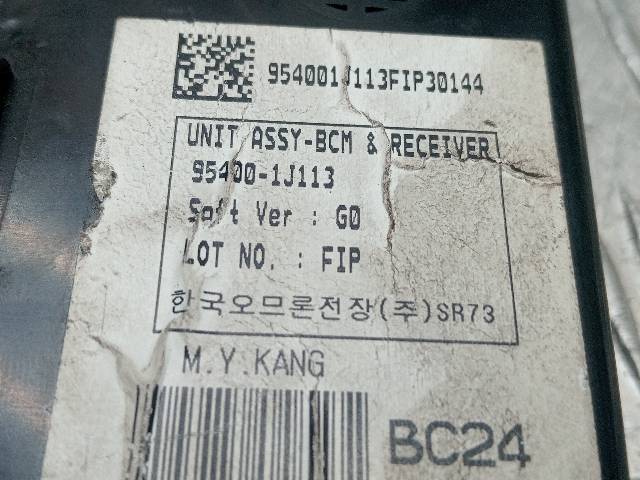 954001J113FIP30144
UNIT ASSY-BCM & RECEIVER
95400-1J113
Soft Ver : G0
LOT NO. : FIP
한국오므론전장(주)SR73
M.Y.KANG
BC24